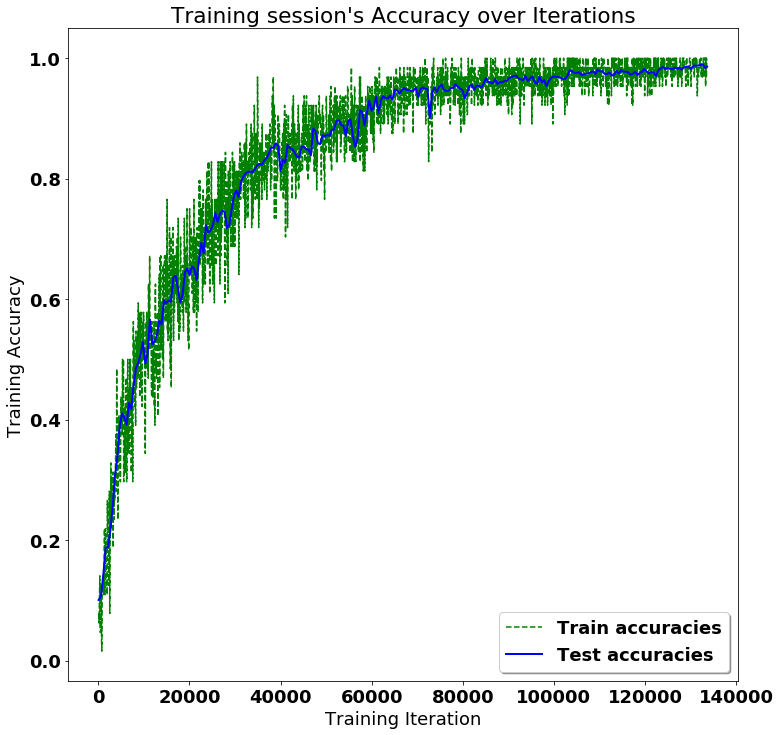 Training session's Accuracy over Iterations
Training Accuracy
1.0
0.8
0.6
0.4
0.2
0.0
Train accuracies
Test accuracies
0 20000 40000 60000 80000 100000 120000 140000
Training Iteration